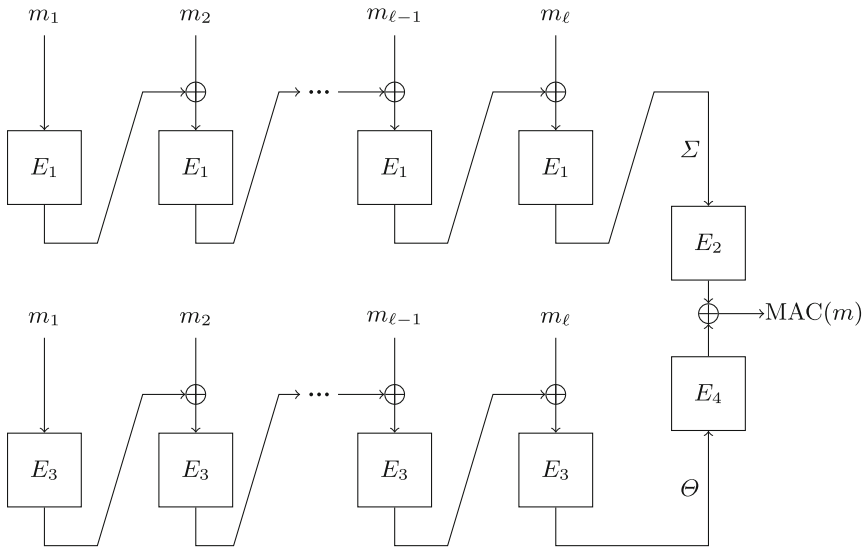 m₁ m₂ mℓ₋₁ mℓ
...
E₁ E₁ E₁ E₁ Σ
E₂
MAC(m)
m₁ m₂ mℓ₋₁ mℓ
E₄
...
E₃ E₃ E₃ E₃ Θ